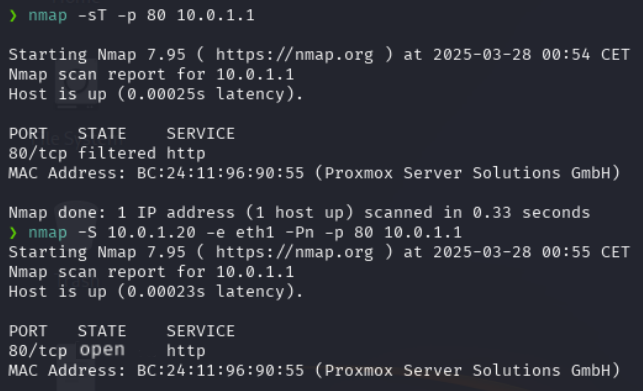 ❯ nmap -sT -p 80 10.0.1.1
Starting Nmap 7.95 ( https://nmap.org ) at 2025-03-28 00:54 CET
Nmap scan report for 10.0.1.1
Host is up (0.00025s latency).
PORT STATE SERVICE
80/tcp filtered http
MAC Address: BC:24:11:96:90:55 (Proxmox Server Solutions GmbH)
Nmap done: 1 IP address (1 host up) scanned in 0.33 seconds
❯ nmap -S 10.0.1.20 -e eth1 -Pn -p 80 10.0.1.1
Starting Nmap 7.95 ( https://nmap.org ) at 2025-03-28 00:55 CET
Nmap scan report for 10.0.1.1
Host is up (0.00023s latency).
PORT STATE SERVICE
80/tcp open http
MAC Address: BC:24:11:96:90:55 (Proxmox Server Solutions GmbH)